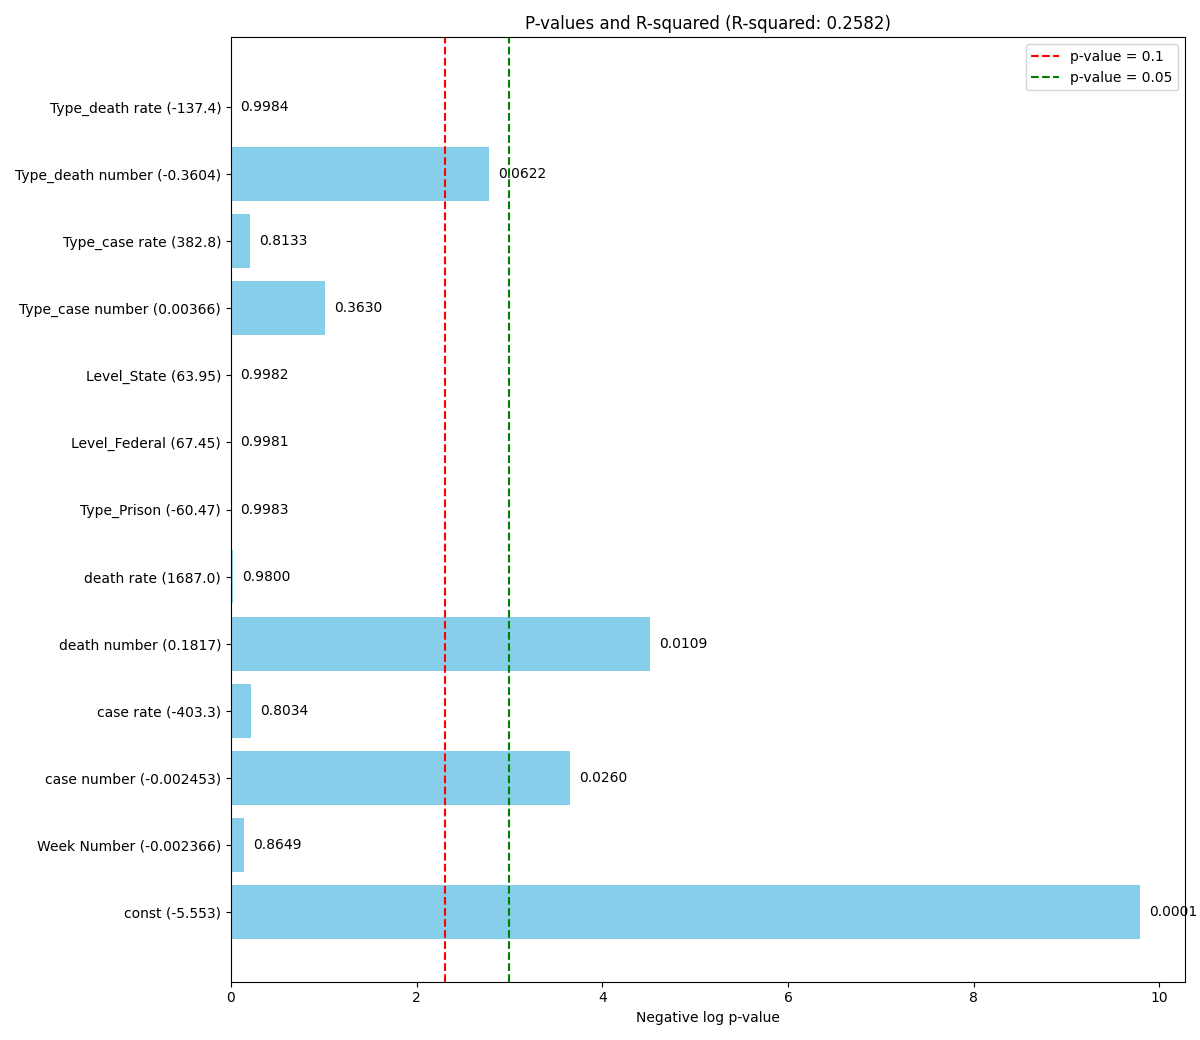 P-values and R-squared (R-squared: 0.2582)
p-value = 0.1
p-value = 0.05
Type_death rate (-137.4) 0.9984
Type_death number (-0.3604) 0.0622
Type_case rate (382.8) 0.8133
Type_case number (0.00366) 0.3630
Level_State (63.95) 0.9982
Level_Federal (67.45) 0.9981
Type_Prison (-60.47) 0.9983
death rate (1687.0) 0.9800
death number (0.1817) 0.0109
case rate (-403.3) 0.8034
case number (-0.002453) 0.0260
Week Number (-0.002366) 0.8649
const (-5.553) 0.0001
0 2 4 6 8 10
Negative log p-value